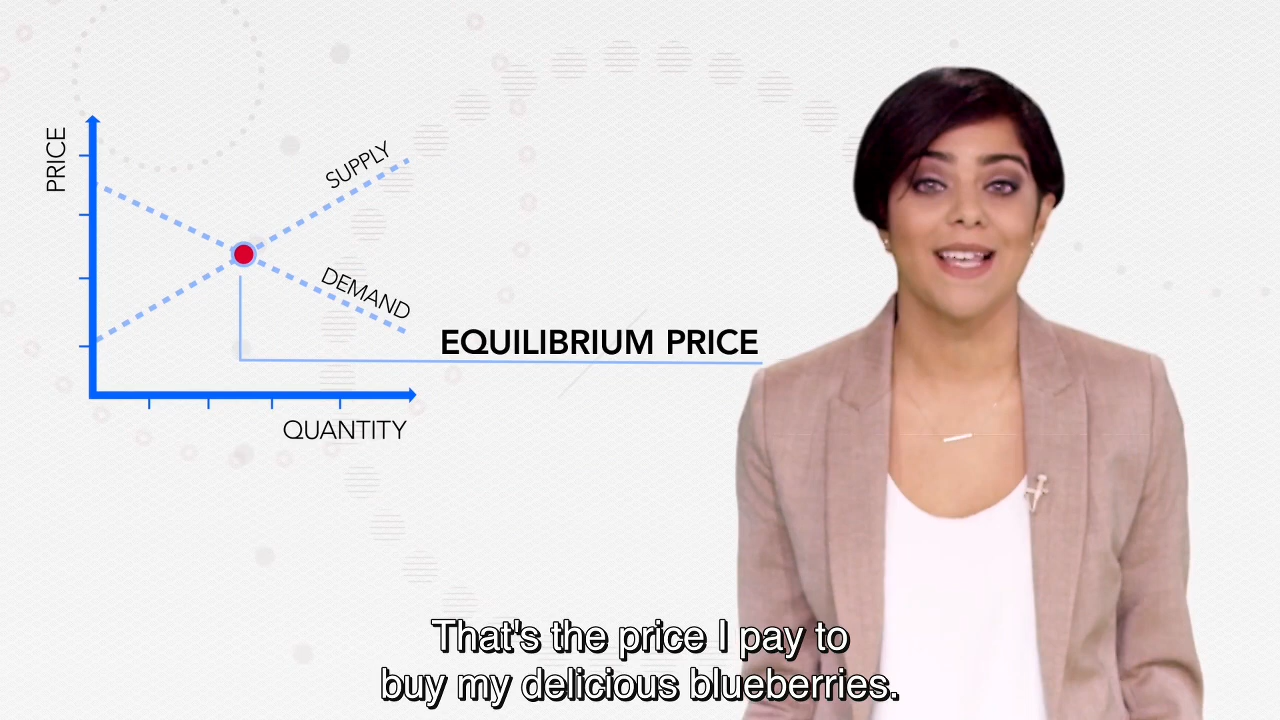 PRICE
SUPPLY
DEMAND
EQUILIBRIUM PRICE
QUANTITY
That's the price I pay to
buy my delicious blueberries.